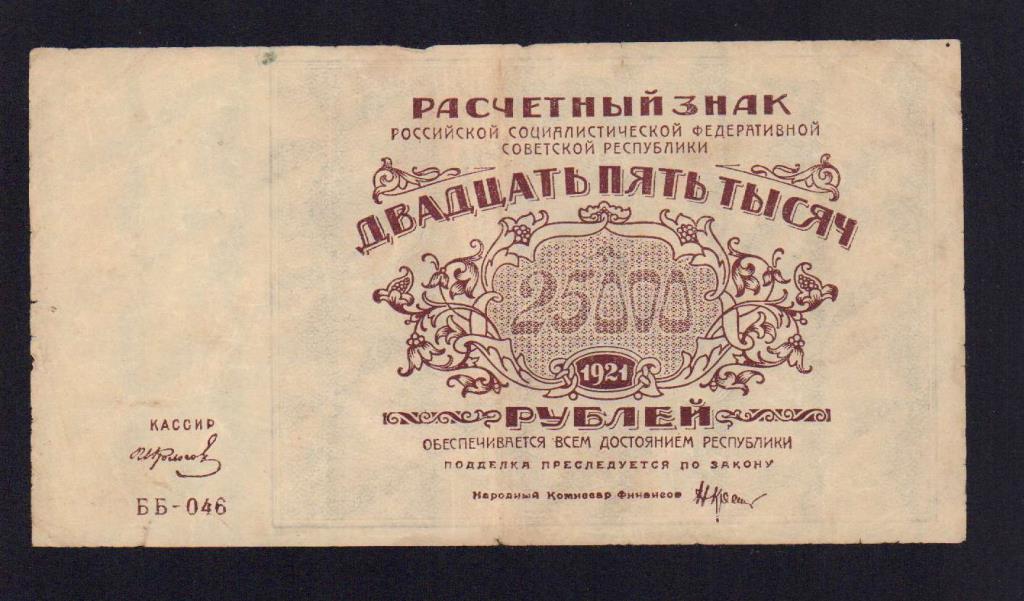 РАСЧЕТНЫЙ ЗНАК
РОССИЙСКОЙ СОЦИАЛИСТИЧЕСКОЙ ФЕДЕРАТИВНОЙ
СОВЕТСКОЙ РЕСПУБЛИКИ
ДВАДЦАТЬ ПЯТЬ ТЫСЯЧ
25000
1921
РУБЛЕЙ
ОБЕСПЕЧИВАЕТСЯ ВСЕМ ДОСТОЯНИЕМ РЕСПУБЛИКИ
ПОДДЕЛКА ПРЕСЛЕДУЕТСЯ ПО ЗАКОНУ
Народный Комиссар Финансов
КАССИР
ББ-046